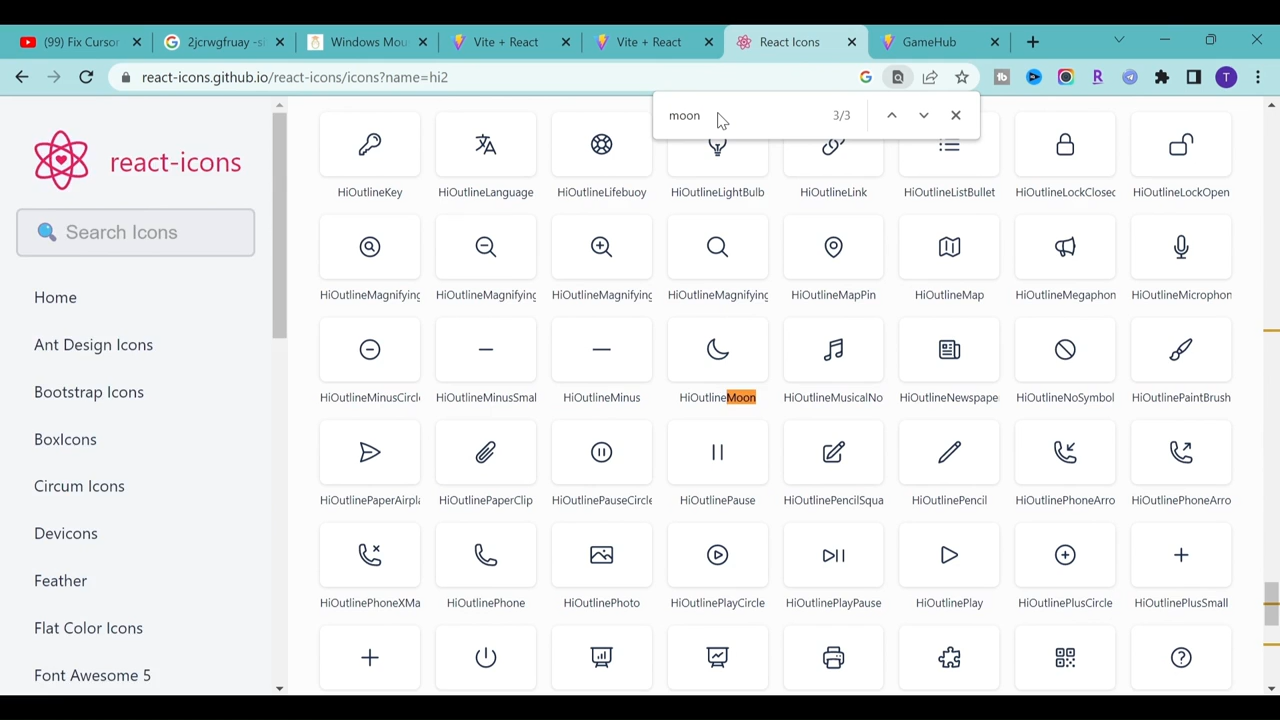 (99) Fix Cursor
2jcrwgfruay -si
Windows Mou
Vite + React
Vite + React
React Icons
GameHub
react-icons.github.io/react-icons/icons?name=hi2
moon
3/3
react-icons
Search Icons
Home
Ant Design Icons
Bootstrap Icons
BoxIcons
Circum Icons
Devicons
Feather
Flat Color Icons
Font Awesome 5
HiOutlineKey
HiOutlineLanguage
HiOutlineLifebuoy
HiOutlineLightBulb
HiOutlineLink
HiOutlineListBullet
HiOutlineLockClosed
HiOutlineLockOpen
HiOutlineMagnifying
HiOutlineMagnifying
HiOutlineMagnifying
HiOutlineMagnifying
HiOutlineMapPin
HiOutlineMap
HiOutlineMegaphon
HiOutlineMicrophon
HiOutlineMinusCircl
HiOutlineMinusSmal
HiOutlineMinus
HiOutlineMoon
HiOutlineMusicalNo
HiOutlineNewspape
HiOutlineNoSymbol
HiOutlinePaintBrush
HiOutlinePaperAirpla
HiOutlinePaperClip
HiOutlinePauseCircle
HiOutlinePause
HiOutlinePencilSqua
HiOutlinePencil
HiOutlinePhoneArro
HiOutlinePhoneArro
HiOutlinePhoneXMa
HiOutlinePhone
HiOutlinePhoto
HiOutlinePlayCircle
HiOutlinePlayPause
HiOutlinePlay
HiOutlinePlusCircle
HiOutlinePlusSmall